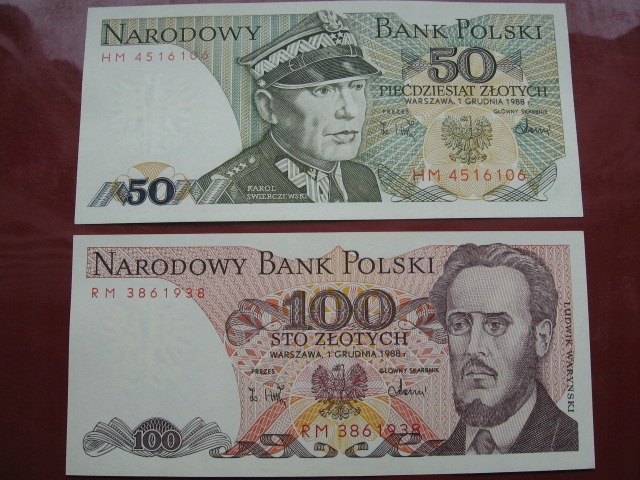 NARODOWY BANK POLSKI
HM 4516106
50
PIĘĆDZIESIĄT ZŁOTYCH
WARSZAWA, 1 GRUDNIA 1988 r.
PREZES GŁÓWNY SKARBNIK
HM 4516106
50
KAROL
ŚWIERCZEWSKI
NARODOWY BANK POLSKI
RM 3861938
100
STO ZŁOTYCH
WARSZAWA, 1 GRUDNIA 1988 r.
PREZES GŁÓWNY SKARBNIK
LUDWIK WARYŃSKI
RM 3861938
100